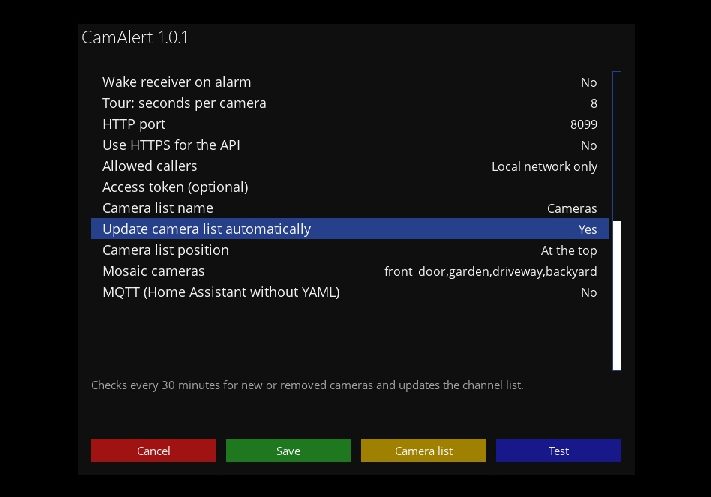 CamAlert 1.0.1
Wake receiver on alarm No
Tour: seconds per camera 8
HTTP port 8099
Use HTTPS for the API No
Allowed callers Local network only
Access token (optional)
Camera list name Cameras
Update camera list automatically Yes
Camera list position At the top
Mosaic cameras front_door,garden,driveway,backyard
MQTT (Home Assistant without YAML) No
Checks every 30 minutes for new or removed cameras and updates the channel list.
Cancel Save Camera list Test